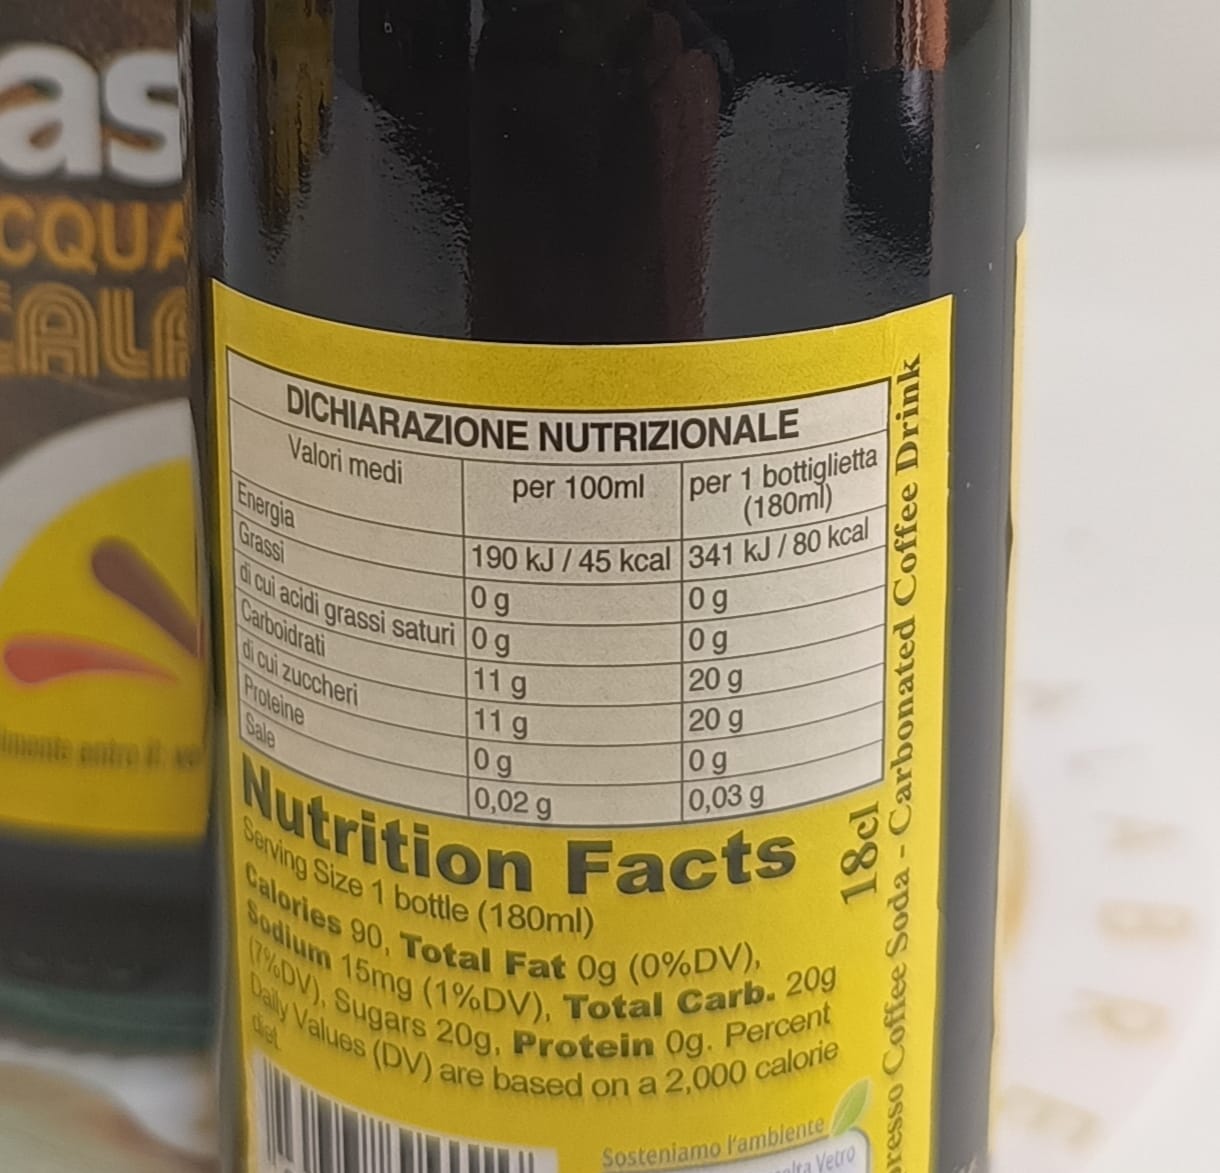 as
CQUA
DICHIARAZIONE NUTRIZIONALE
Valori medi per 100ml per 1 bottiglietta (180ml)
Energia 190 kJ / 45 kcal 341 kJ / 80 kcal
Grassi 0 g 0 g
di cui acidi grassi saturi 0 g 0 g
Carboidrati 11 g 20 g
di cui zuccheri 11 g 20 g
Proteine 0 g 0 g
Sale 0,02 g 0,03 g
Nutrition Facts
Serving Size 1 bottle (180ml)
Calories 90, Total Fat 0g (0%DV),
Sodium 15mg (1%DV), Total Carb. 20g
(7%DV), Sugars 20g, Protein 0g. Percent
Daily Values (DV) are based on a 2,000 calorie
diet
18cl
presso Coffee Soda - Carbonated Coffee Drink
Sosteniamo l'ambiente
Vetro